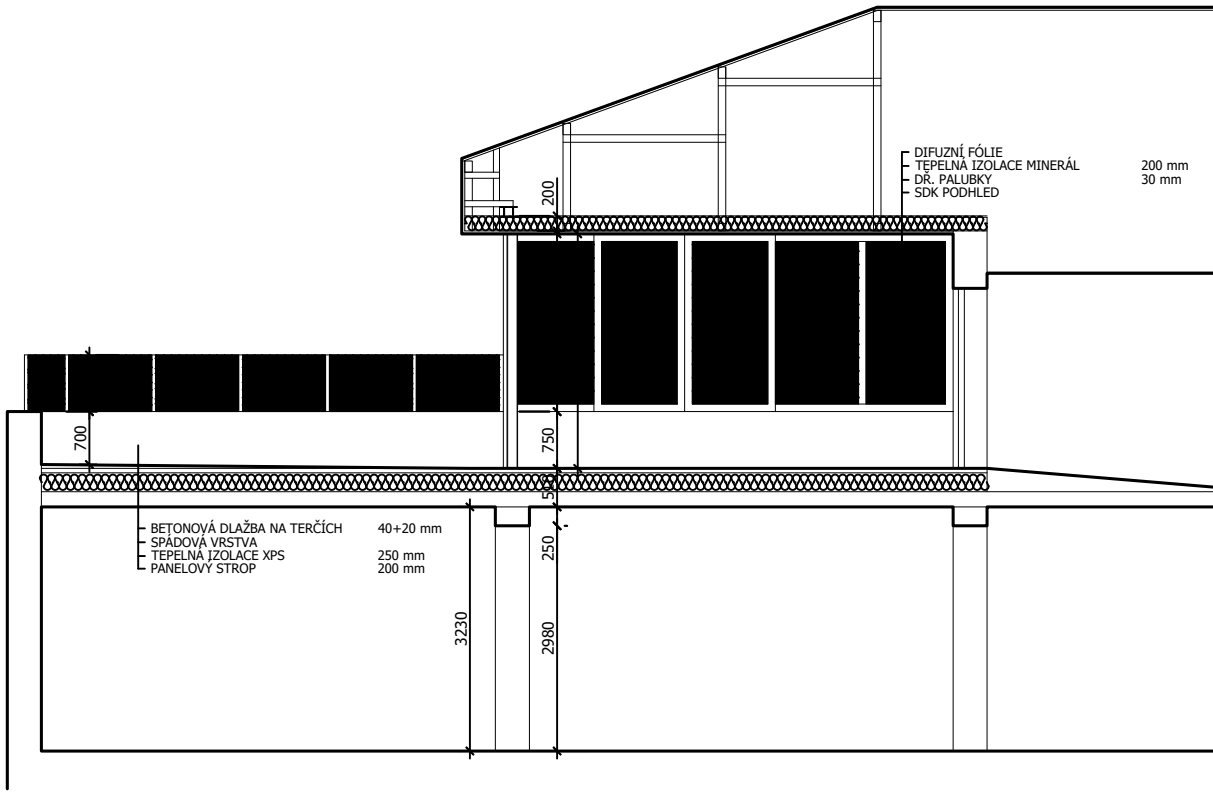 DIFUZNÍ FÓLIE
TEPELNÁ IZOLACE MINERÁL 200 mm
DŘ. PALUBKY 30 mm
SDK PODHLED
200
700
750
BETONOVÁ DLAŽBA NA TERČÍCH 40+20 mm
SPÁDOVÁ VRSTVA
TEPELNÁ IZOLACE XPS 250 mm
PANELOVÝ STROP 200 mm
250
3230
2980